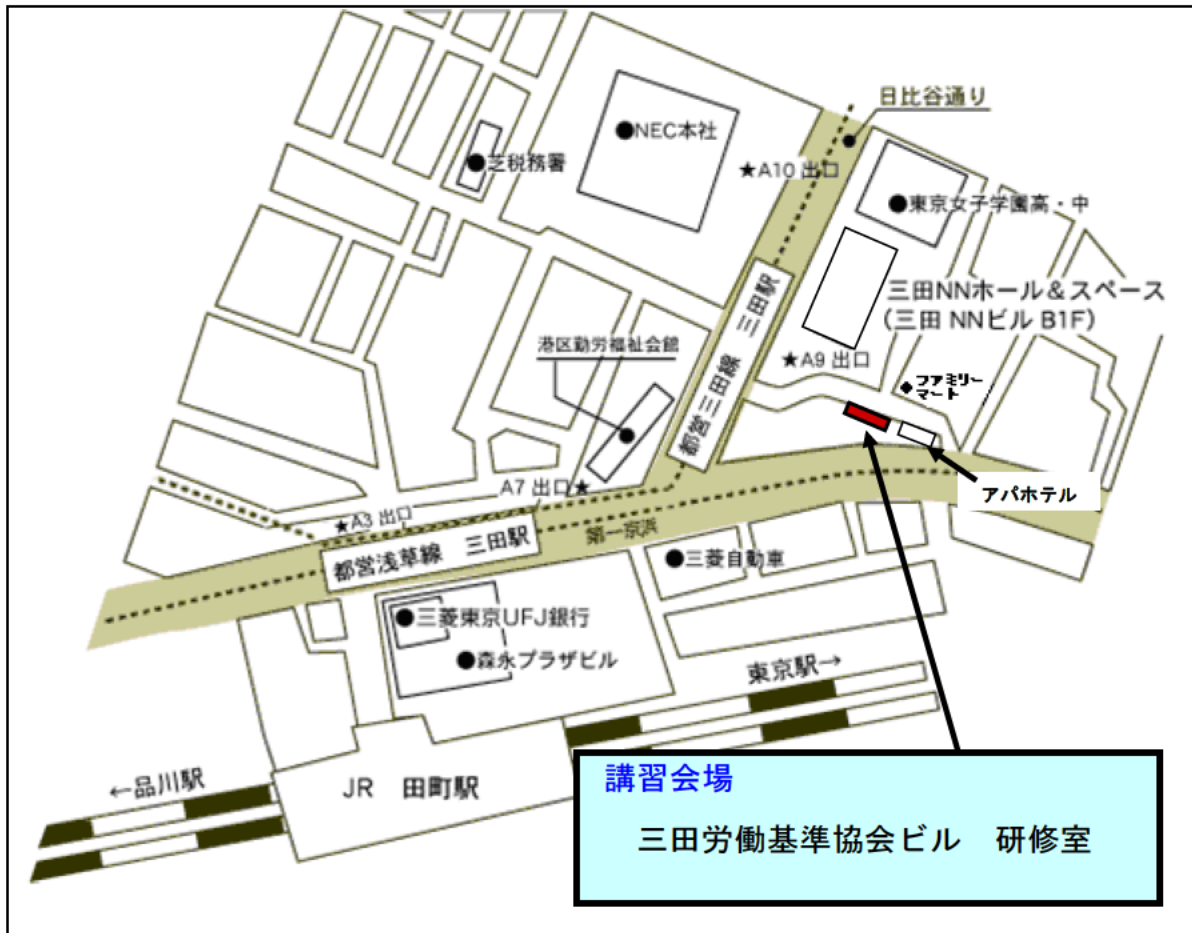 日比谷通り
●NEC本社
●芝税務署
★A10 出口
●東京女子学園高・中
三田NNホール&スペース
(三田 NNビル B1F)
都営三田線 三田駅
港区勤労福祉会館
★A9 出口
ファミリー
マート
アパホテル
A7 出口★
★A3 出口
第一京浜
都営浅草線 三田駅
●三菱自動車
●三菱東京UFJ銀行
●森永プラザビル
東京駅→
←品川駅
JR 田町駅
講習会場
三田労働基準協会ビル 研修室